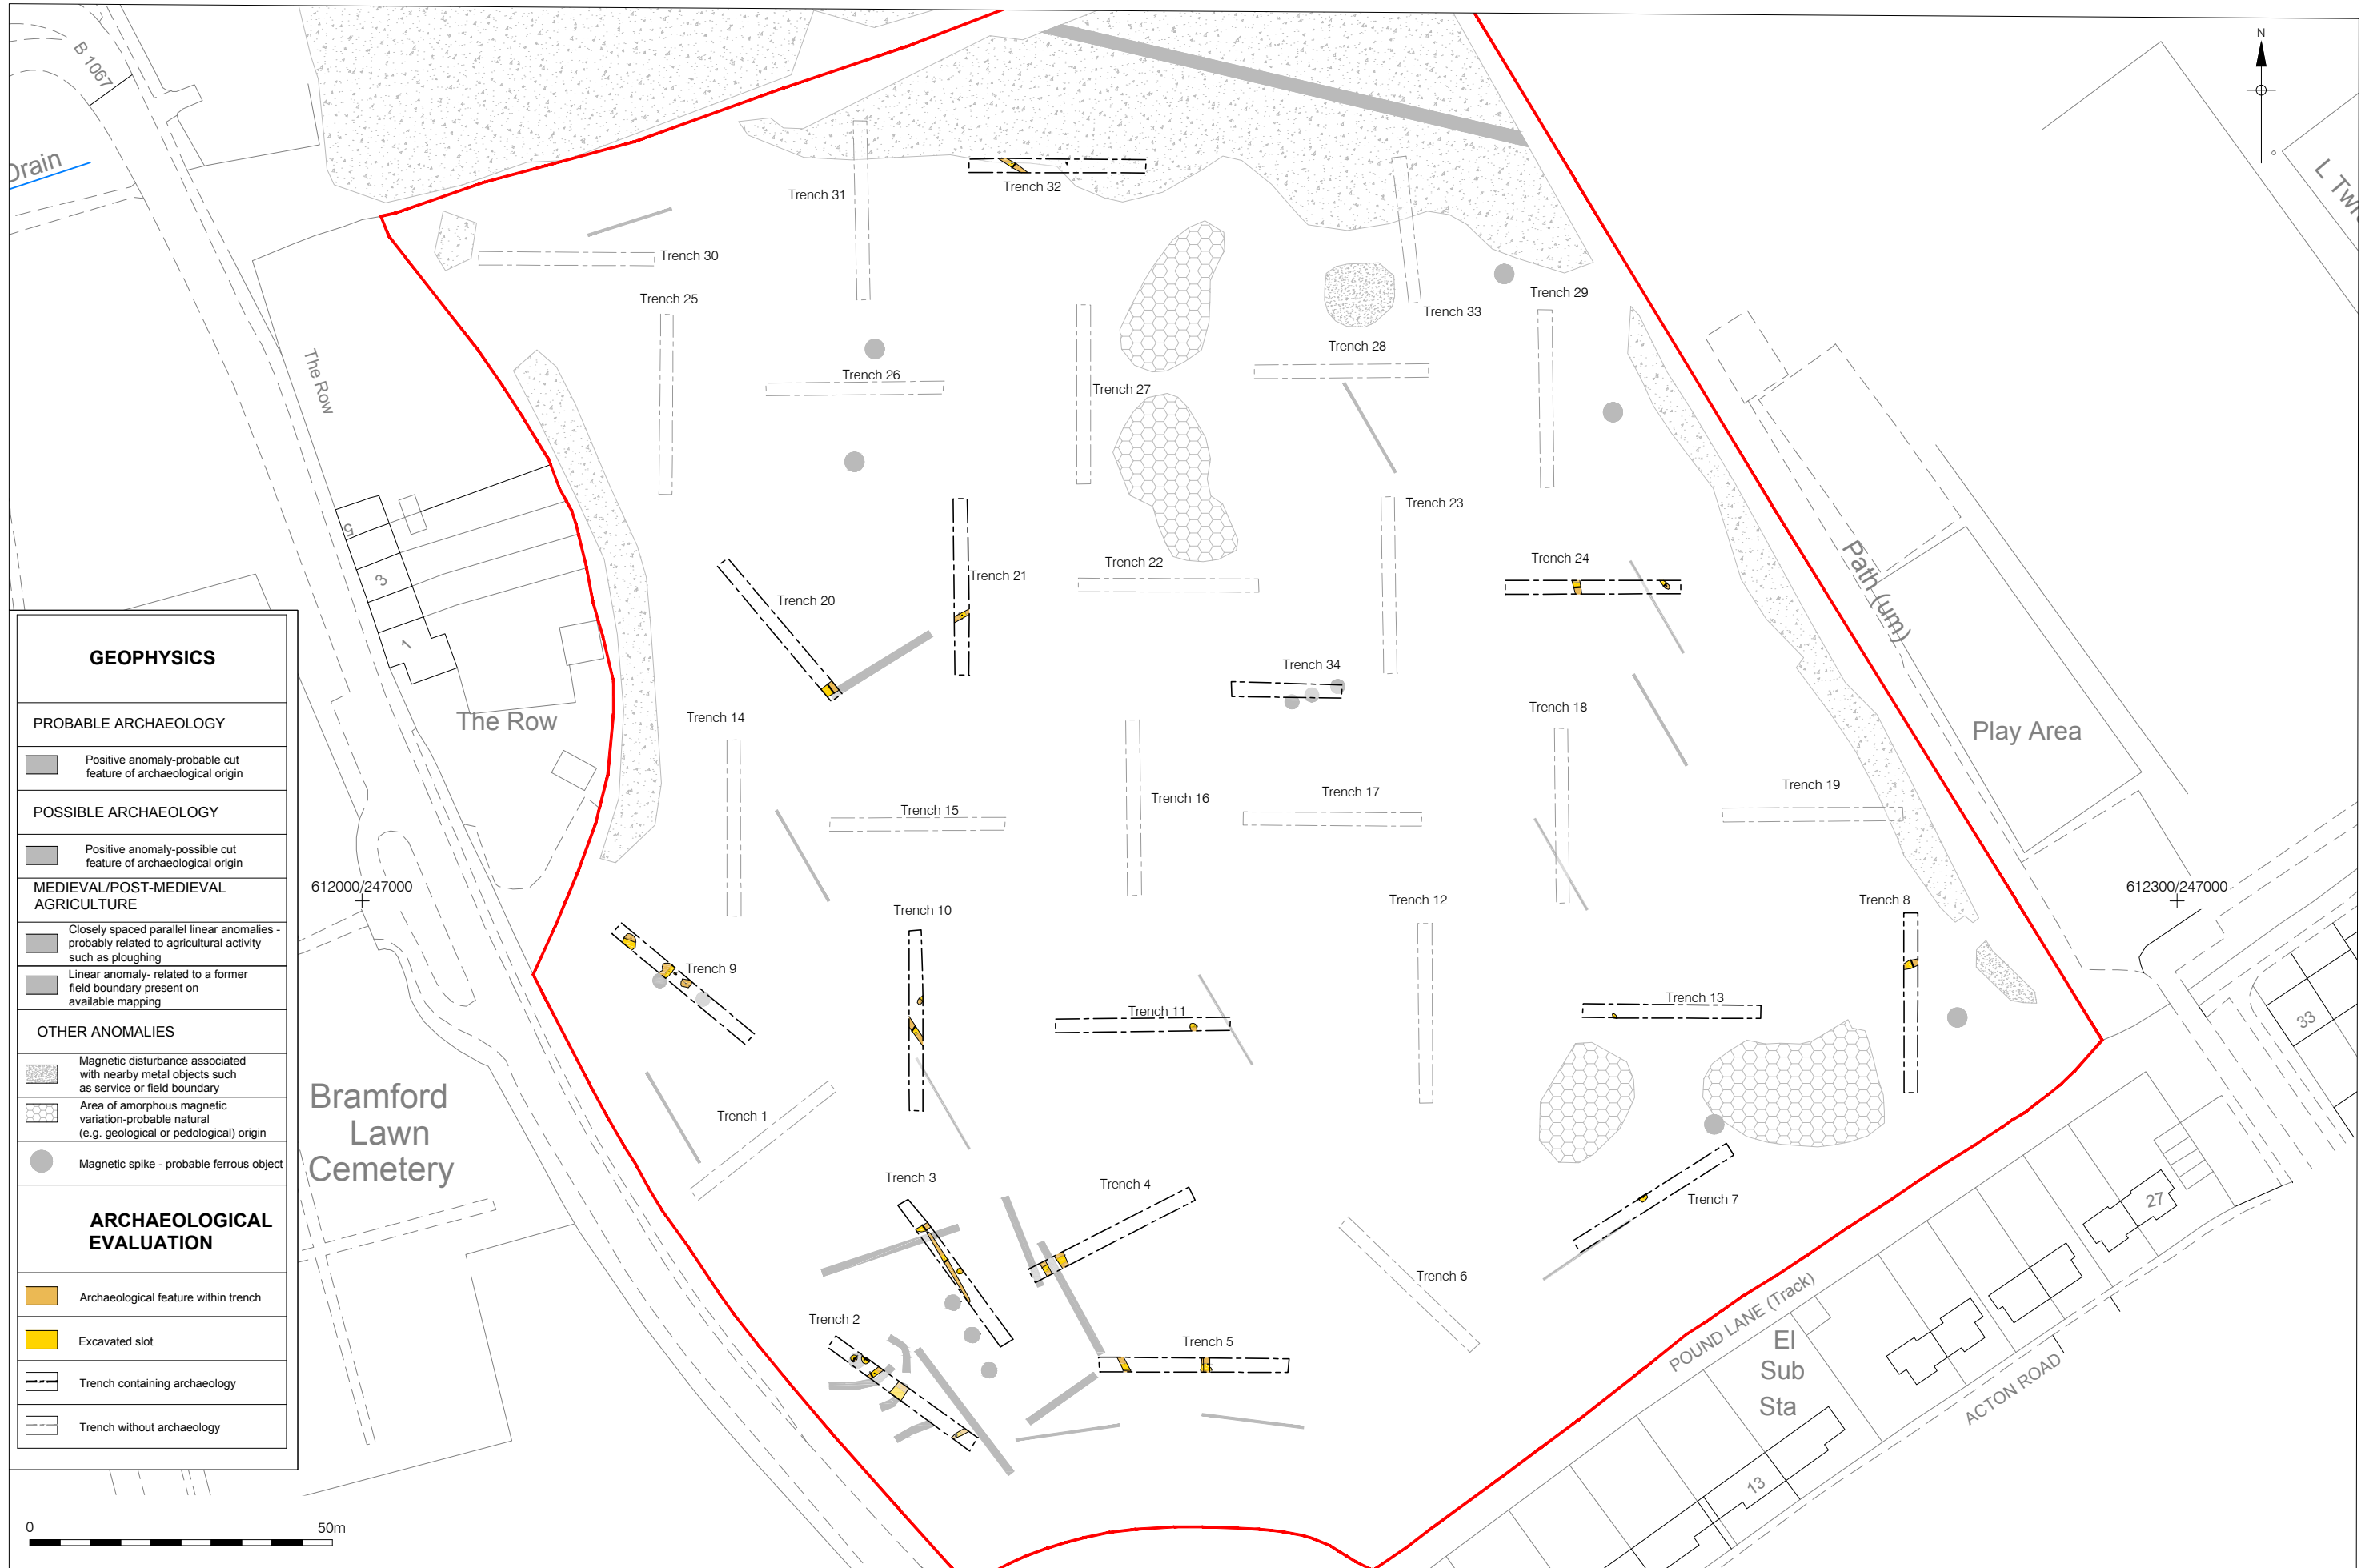 B 1067
N
Drain
Trench 31
Trench 32
Trench 30
Trench 25
Trench 29
Trench 33
The Row
Trench 28
Trench 26
Trench 27
5
3
1
Trench 23
Trench 24
Trench 22
Trench 21
Trench 20
Path (um)
The Row
Trench 34
Trench 14
Trench 18
Play Area
Trench 15
Trench 16
Trench 17
Trench 19
612000/247000
612300/247000
Trench 10
Trench 12
Trench 8
Trench 9
Trench 11
Trench 13
33
Bramford
Lawn
Cemetery
Trench 1
Trench 3
Trench 4
Trench 7
27
Trench 6
Trench 2
Trench 5
POUND LANE (Track)
El
Sub
Sta
ACTON ROAD
13
GEOPHYSICS
PROBABLE ARCHAEOLOGY
Positive anomaly-probable cut
feature of archaeological origin
POSSIBLE ARCHAEOLOGY
Positive anomaly-possible cut
feature of archaeological origin
MEDIEVAL/POST-MEDIEVAL
AGRICULTURE
Closely spaced parallel linear anomalies -
probably related to agricultural activity
such as ploughing
Linear anomaly- related to a former
field boundary present on
available mapping
OTHER ANOMALIES
Magnetic disturbance associated
with nearby metal objects such
as service or field boundary
Area of amorphous magnetic
variation-probable natural
(e.g. geological or pedological) origin
Magnetic spike - probable ferrous object
ARCHAEOLOGICAL
EVALUATION
Archaeological feature within trench
Excavated slot
Trench containing archaeology
Trench without archaeology
0 50m